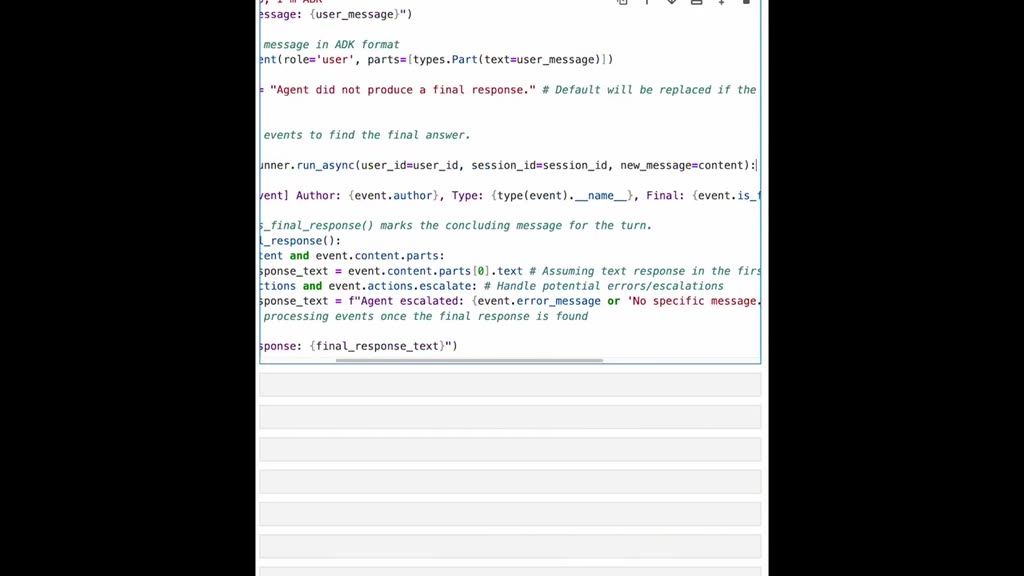 essage: {user_message}")
message in ADK format
ent(role='user', parts=[types.Part(text=user_message)])
= "Agent did not produce a final response." # Default will be replaced if the
events to find the final answer.
unner.run_async(user_id=user_id, session_id=session_id, new_message=content):
vent] Author: {event.author}, Type: {type(event).__name__}, Final: {event.is_f
s_final_response() marks the concluding message for the turn.
l_response():
tent and event.content.parts:
sponse_text = event.content.parts[0].text # Assuming text response in the firs
ctions and event.actions.escalate: # Handle potential errors/escalations
sponse_text = f"Agent escalated: {event.error_message or 'No specific message.
processing events once the final response is found
sponse: {final_response_text}")